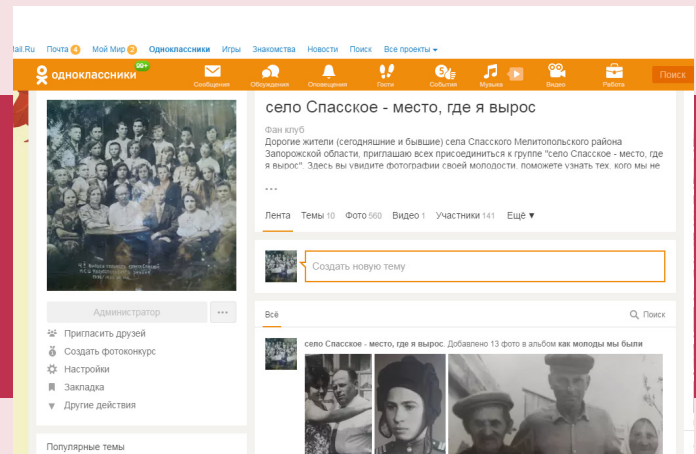 ail.Ru Почта 4 Мой Мир 2 Одноклассники Игры Знакомства Новости Поиск Все проекты
одноклассники 99+ Сообщения Обсуждения Оповещения Гости События Музыка Видео Работа Поиск
село Спасское - место, где я вырос
Фан клуб
Дорогие жители (сегодняшние и бывшие) села Спасского Мелитопольского района
Запорожской области, приглашаю всех присоединиться к группе "село Спасское - место, где
я вырос". Здесь вы увидите фотографии своей молодости, поможете узнать тех, кого мы не
...
Лента Темы 10 Фото 560 Видео 1 Участники 141 Ещё ▼
Создать новую тему
Администратор ...
Пригласить друзей
Создать фотоконкурс
Настройки
Закладка
Другие действия
Популярные темы
Всё Поиск
село Спасское - место, где я вырос. Добавлено 13 фото в альбом как молоды мы были